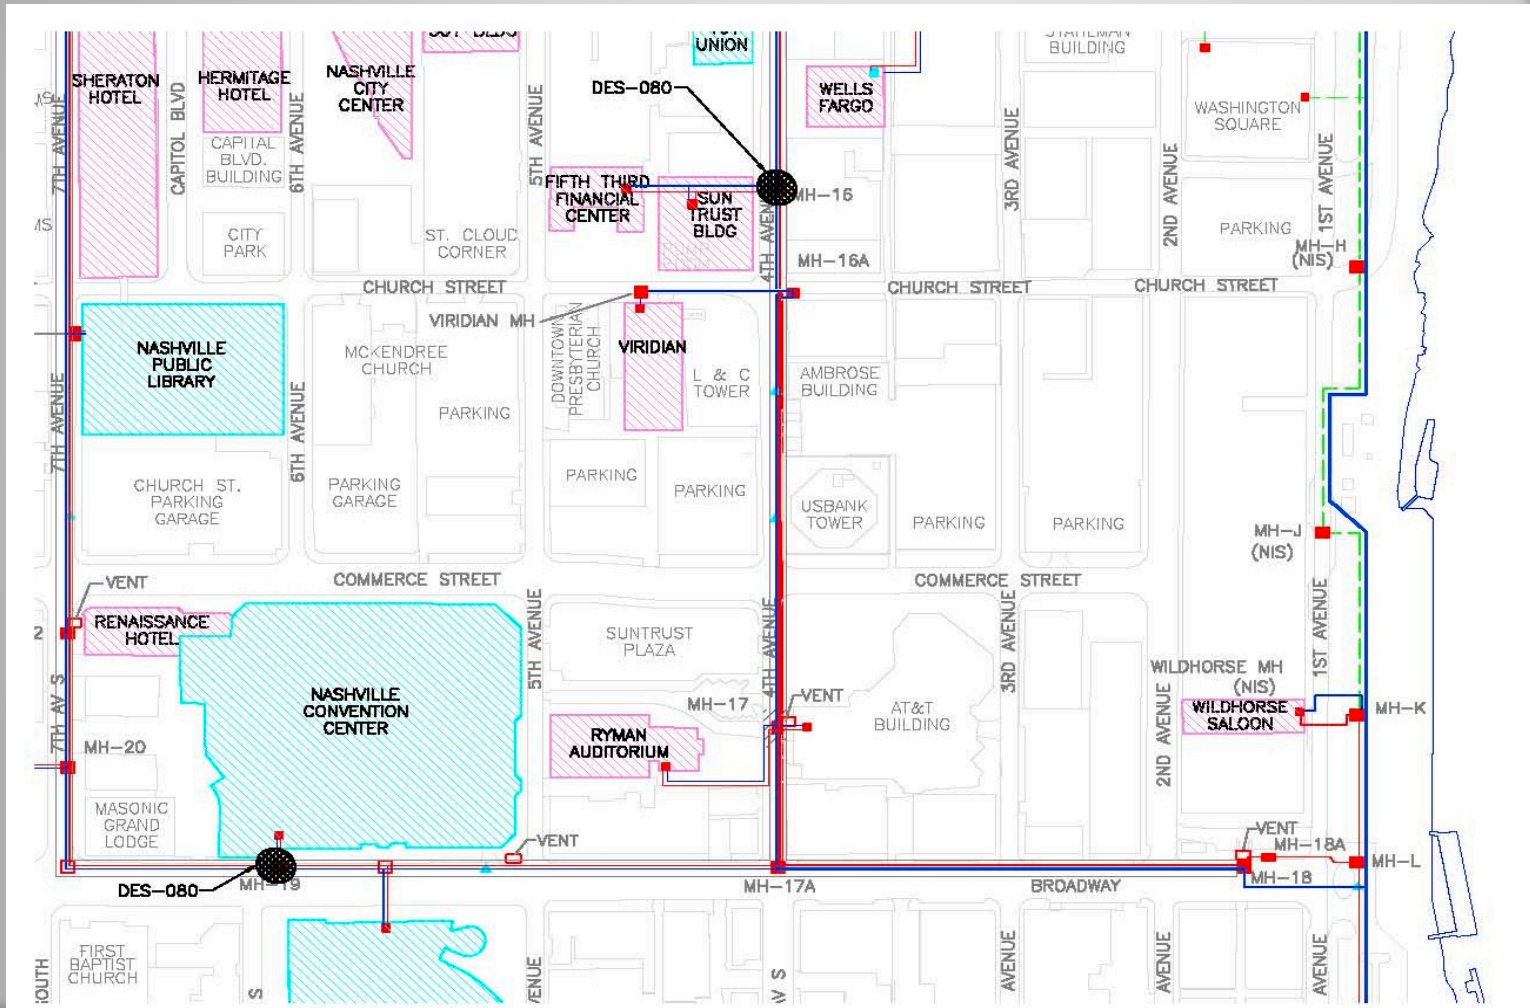 UNION
STAHLMAN
BUILDING
SHERATON
HOTEL
HERMITAGE
HOTEL
NASHVILLE
CITY
CENTER
DES-080
WELLS
FARGO
WASHINGTON
SQUARE
7TH AVENUE
CAPITOL BLVD
6TH AVENUE
5TH AVENUE
3RD AVENUE
2ND AVENUE
1ST AVENUE
CAPITAL
BLVD.
BUILDING
FIFTH THIRD
FINANCIAL
CENTER
SUN
TRUST
BLDG
MH-16
4TH AVENUE
CITY
PARK
ST. CLOUD
CORNER
PARKING
MH-H
(NIS)
MH-16A
CHURCH STREET
CHURCH STREET
CHURCH STREET
VIRIDIAN MH
NASHVILLE
PUBLIC
LIBRARY
MCKENDREE
CHURCH
DOWNTOWN
PRESBYTERIAN
CHURCH
VIRIDIAN
L & C
TOWER
AMBROSE
BUILDING
7TH AVENUE
6TH AVENUE
PARKING
CHURCH ST.
PARKING
GARAGE
PARKING
GARAGE
PARKING
PARKING
USBANK
TOWER
PARKING
PARKING
MH-J
(NIS)
VENT
COMMERCE STREET
COMMERCE STREET
RENAISSANCE
HOTEL
2
5TH AVENUE
SUNTRUST
PLAZA
4TH AVENUE
3RD AVENUE
1ST AVENUE
WILDHORSE MH
(NIS)
NASHVILLE
CONVENTION
CENTER
MH-17
VENT
AT&T
BUILDING
2ND AVENUE
WILDHORSE
SALOON
MH-K
7TH AV S
MH-20
RYMAN
AUDITORIUM
MASONIC
GRAND
LODGE
VENT
VENT
MH-18A
MH-L
DES-080
MH-19
MH-17A
BROADWAY
MH-18
FIRST
BAPTIST
CHURCH
SOUTH
S
AVENUE
AV S
AVENUE
AVENUE
AVENUE